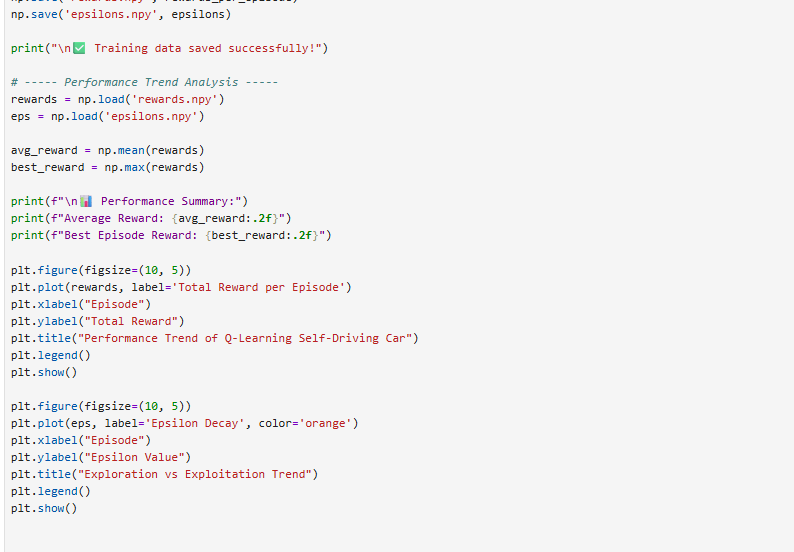 np.save('epsilons.npy', epsilons)
print("\n✅ Training data saved successfully!")
# ----- Performance Trend Analysis -----
rewards = np.load('rewards.npy')
eps = np.load('epsilons.npy')
avg_reward = np.mean(rewards)
best_reward = np.max(rewards)
print(f"\n📊 Performance Summary:")
print(f"Average Reward: {avg_reward:.2f}")
print(f"Best Episode Reward: {best_reward:.2f}")
plt.figure(figsize=(10, 5))
plt.plot(rewards, label='Total Reward per Episode')
plt.xlabel("Episode")
plt.ylabel("Total Reward")
plt.title("Performance Trend of Q-Learning Self-Driving Car")
plt.legend()
plt.show()
plt.figure(figsize=(10, 5))
plt.plot(eps, label='Epsilon Decay', color='orange')
plt.xlabel("Episode")
plt.ylabel("Epsilon Value")
plt.title("Exploration vs Exploitation Trend")
plt.legend()
plt.show()